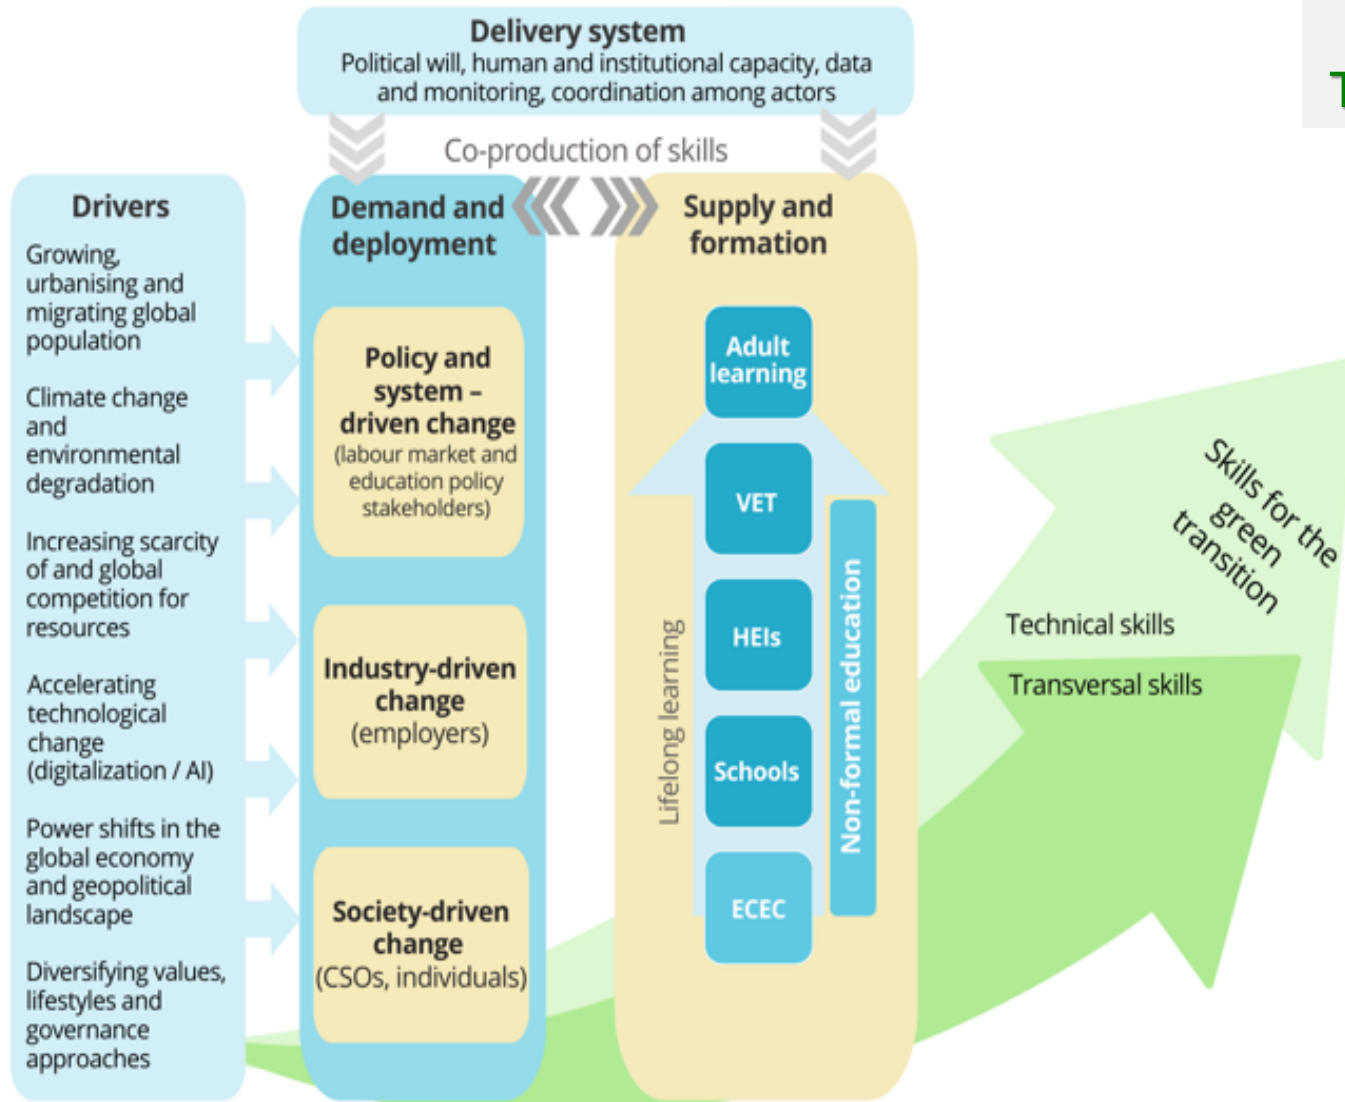 Delivery system
Political will, human and institutional capacity, data
and monitoring, coordination among actors
T
Co-production of skills
Drivers
Growing,
urbanising and
migrating global
population
Climate change
and
environmental
degradation
Increasing scarcity
of and global
competition for
resources
Accelerating
technological
change
(digitalization / AI)
Power shifts in the
global economy
and geopolitical
landscape
Diversifying values,
lifestyles and
governance
approaches
Demand and
deployment
Policy and
system –
driven change
(labour market and
education policy
stakeholders)
Industry-driven
change
(employers)
Society-driven
change
(CSOs, individuals)
Supply and
formation
Adult
learning
VET
HEIs
Schools
ECEC
Lifelong learning
Non-formal education
Skills for the
green
transition
Technical skills
Transversal skills